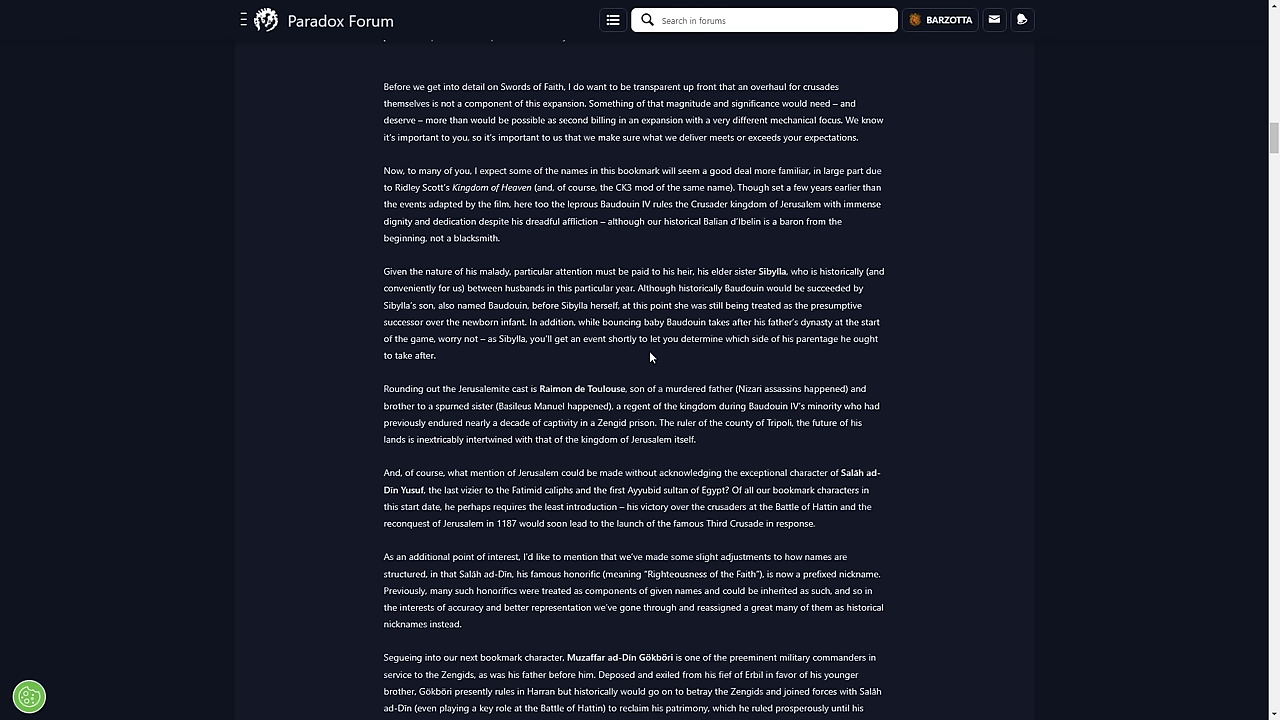 Paradox Forum
Search in forums
BARZOTTA
Before we get into detail on Swords of Faith, I do want to be transparent up front that an overhaul for crusades
themselves is not a component of this expansion. Something of that magnitude and significance would need – and
deserve – more than would be possible as second billing in an expansion with a very different mechanical focus. We know
it's important to you, so it's important to us that we make sure what we deliver meets or exceeds your expectations.
Now, to many of you, I expect some of the names in this bookmark will seem a good deal more familiar, in large part due
to Ridley Scott's Kingdom of Heaven (and, of course, the CK3 mod of the same name). Though set a few years earlier than
the events adapted by the film, here too the leprous Baudouin IV rules the Crusader kingdom of Jerusalem with immense
dignity and dedication despite his dreadful affliction – although our historical Balian d'Ibelin is a baron from the
beginning, not a blacksmith.
Given the nature of his malady, particular attention must be paid to his heir, his elder sister Sibylla, who is historically (and
conveniently for us) between husbands in this particular year. Although historically Baudouin would be succeeded by
Sibylla's son, also named Baudouin, before Sibylla herself, at this point she was still being treated as the presumptive
successor over the newborn infant. In addition, while bouncing baby Baudouin takes after his father's dynasty at the start
of the game, worry not – as Sibylla, you'll get an event shortly to let you determine which side of his parentage he ought
to take after.
Rounding out the Jerusalemite cast is Raimon de Toulouse, son of a murdered father (Nizari assassins happened) and
brother to a spurned sister (Basileus Manuel happened), a regent of the kingdom during Baudouin IV's minority who had
previously endured nearly a decade of captivity in a Zengid prison. The ruler of the county of Tripoli, the future of his
lands is inextricably intertwined with that of the kingdom of Jerusalem itself.
And, of course, what mention of Jerusalem could be made without acknowledging the exceptional character of Salâh ad-
Dîn Yusuf, the last vizier to the Fatimid caliphs and the first Ayyubid sultan of Egypt? Of all our bookmark characters in
this start date, he perhaps requires the least introduction – his victory over the crusaders at the Battle of Hattin and the
reconquest of Jerusalem in 1187 would soon lead to the launch of the famous Third Crusade in response.
As an additional point of interest, I'd like to mention that we've made some slight adjustments to how names are
structured, in that Salâh ad-Dîn, his famous honorific (meaning "Righteousness of the Faith"), is now a prefixed nickname.
Previously, many such honorifics were treated as components of given names and could be inherited as such, and so in
the interests of accuracy and better representation we've gone through and reassigned a great many of them as historical
nicknames instead.
Segueing into our next bookmark character, Muzaffar ad-Dîn Gökböri is one of the preeminent military commanders in
service to the Zengids, as was his father before him. Deposed and exiled from his fief of Erbil in favor of his younger
brother, Gökböri presently rules in Harran but historically would go on to betray the Zengids and joined forces with Salâh
ad-Dîn (even playing a key role at the Battle of Hattin) to reclaim his patrimony, which he ruled prosperously until his